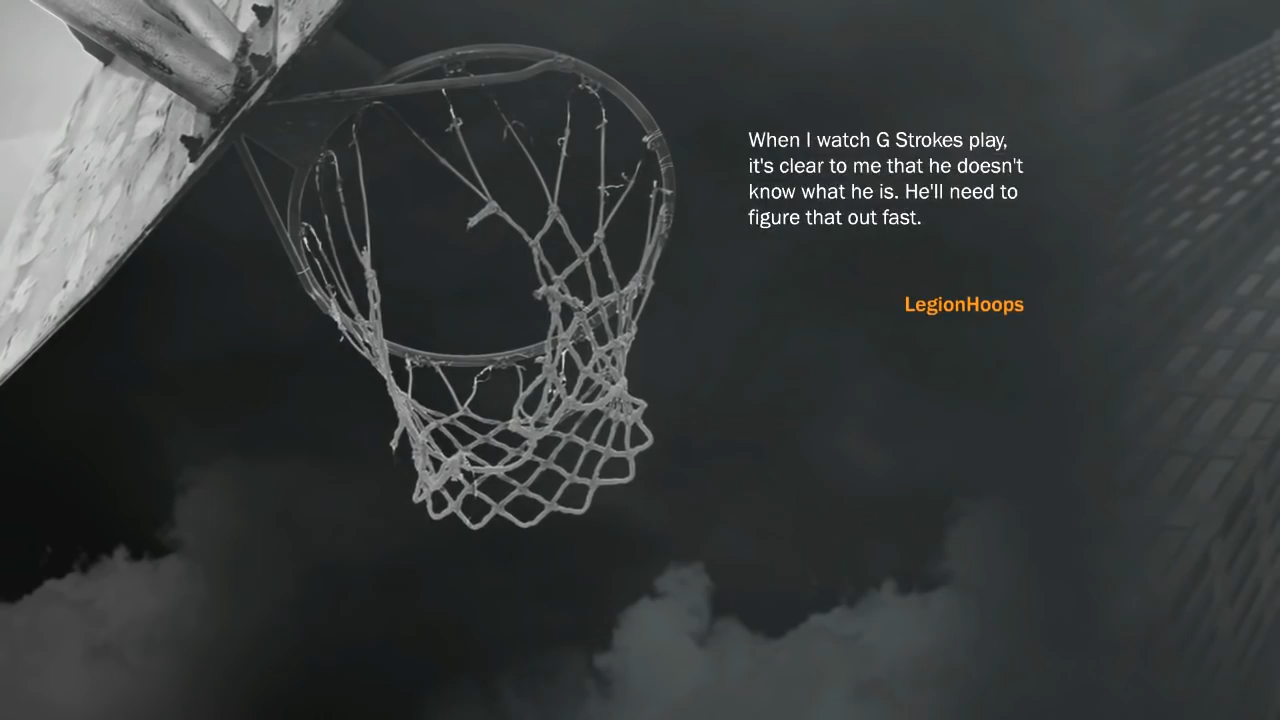 When I watch G Strokes play,
it's clear to me that he doesn't
know what he is. He'll need to
figure that out fast.
LegionHoops